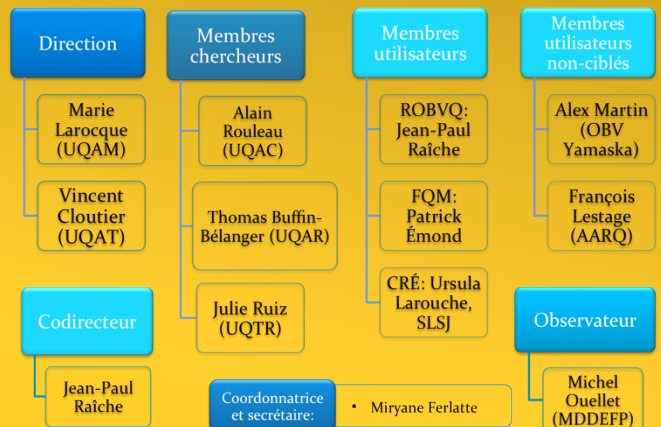 Direction
Marie
Larocque
(UQAM)
Vincent
Cloutier
(UQAT)
Membres
chercheurs
Alain
Rouleau
(UQAC)
Thomas Buffin-
Bélanger (UQAR)
Julie Ruiz
(UQTR)
Membres
utilisateurs
ROBVQ:
Jean-Paul
Raîche
FQM:
Patrick
Émond
CRÉ: Ursula
Larouche,
SLSJ
Membres
utilisateurs
non-ciblés
Alex Martin
(OBV
Yamaska)
François
Lestage
(AARQ)
Codirecteur
Jean-Paul
Raîche
Coordonnatrice
et secrétaire:
• Miryane Ferlatte
Observateur
Michel
Ouellet
(MDDEFP)